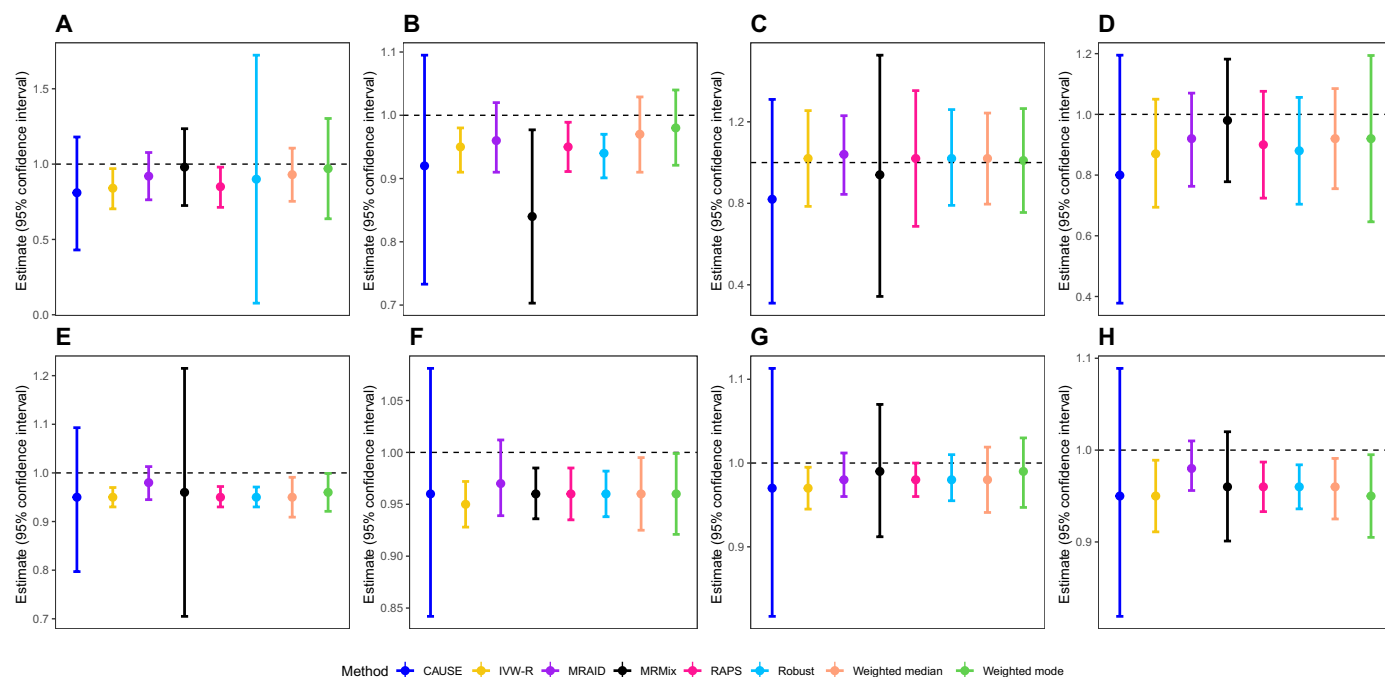 A
B
C
D
Estimate (95% confidence interval)
1.5
1.0
0.5
0.0
Estimate (95% confidence interval)
1.1
1.0
0.9
0.8
0.7
Estimate (95% confidence interval)
1.2
0.8
0.4
Estimate (95% confidence interval)
1.2
1.0
0.8
0.6
0.4
E
F
G
H
Estimate (95% confidence interval)
1.2
1.1
1.0
0.9
0.8
0.7
Estimate (95% confidence interval)
1.05
1.00
0.95
0.90
0.85
Estimate (95% confidence interval)
1.1
1.0
0.9
Estimate (95% confidence interval)
1.1
1.0
0.9
Method CAUSE IVW-R MRAID MRMix RAPS Robust Weighted median Weighted mode